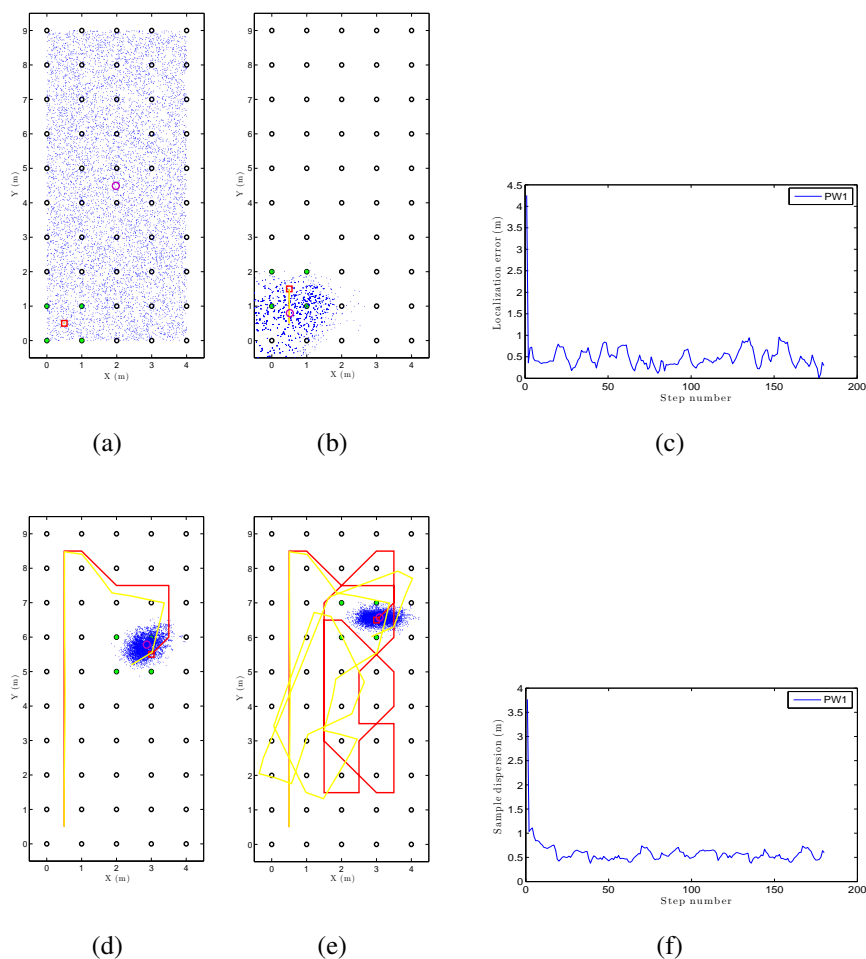 9
8
7
6
5
4
3
2
1
0
Y (m)
0 1 2 3 4
X (m)
(a)
9
8
7
6
5
4
3
2
1
0
Y (m)
0 1 2 3 4
X (m)
(b)
4.5
4
3.5
3
2.5
2
1.5
1
0.5
0
Localization error (m)
PW1
0 50 100 150 200
Step number
(c)
9
8
7
6
5
4
3
2
1
0
Y (m)
0 1 2 3 4
X (m)
(d)
9
8
7
6
5
4
3
2
1
0
Y (m)
0 1 2 3 4
X (m)
(e)
4
3.5
3
2.5
2
1.5
1
0.5
0
Sample dispersion (m)
PW1
0 50 100 150 200
Step number
(f)